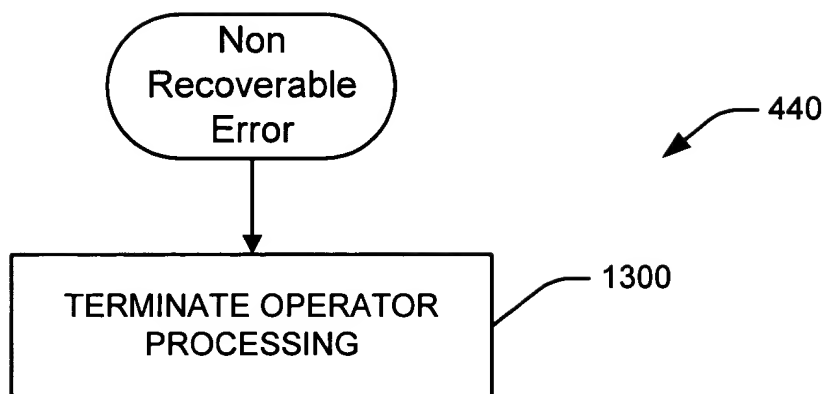 Non
Recoverable
Error
440
1300
TERMINATE OPERATOR
PROCESSING